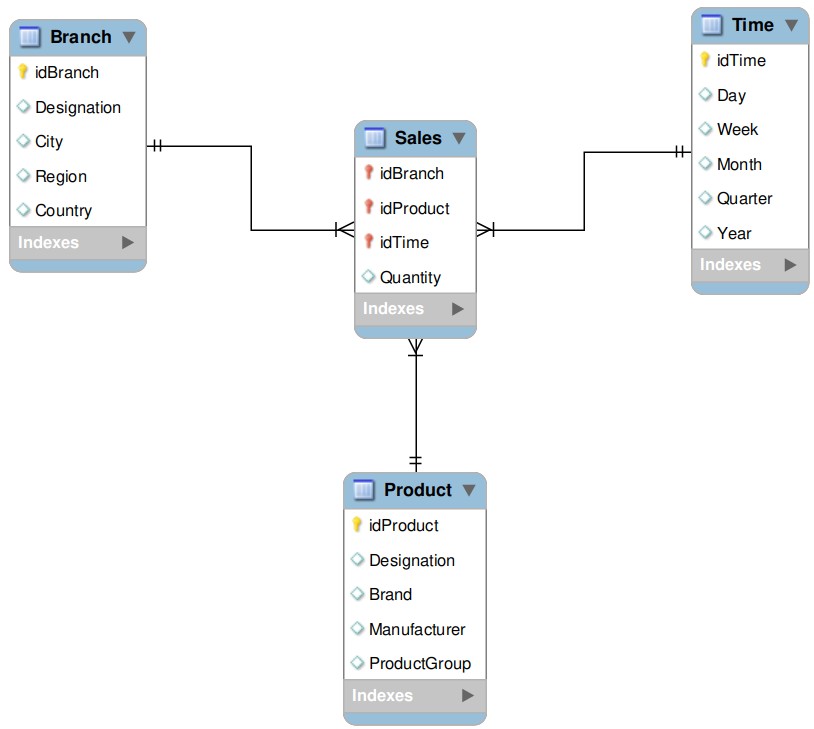 Branch
idBranch
Designation
City
Region
Country
Indexes
Sales
idBranch
idProduct
idTime
Quantity
Indexes
Time
idTime
Day
Week
Month
Quarter
Year
Indexes
Product
idProduct
Designation
Brand
Manufacturer
ProductGroup
Indexes